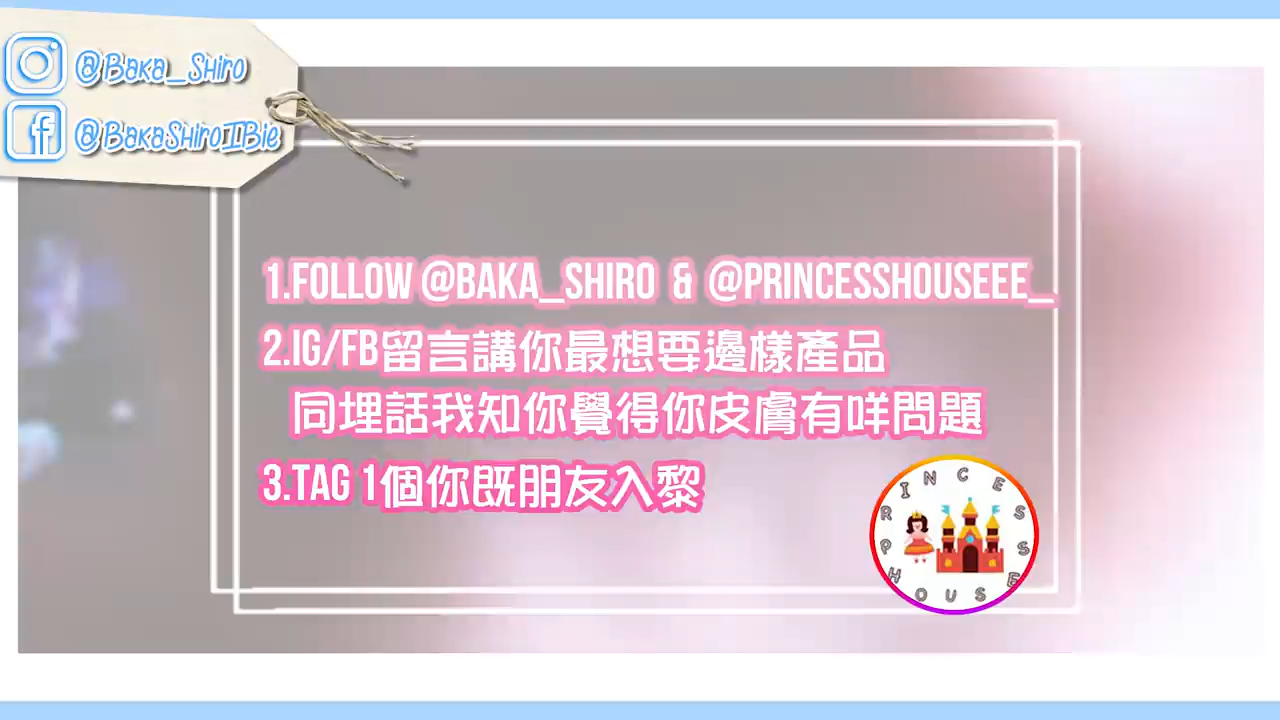 @Baka_Shiro
@BakaShiroIBie
1.FOLLOW @BAKA_SHIRO & @PRINCESSHOUSEEE_
2.IG/FB留言講你最想要邊樣產品
同埋話我知你覺得你皮膚有咩問題
3.TAG 1個你既朋友入黎
PRINCESS HOUSE